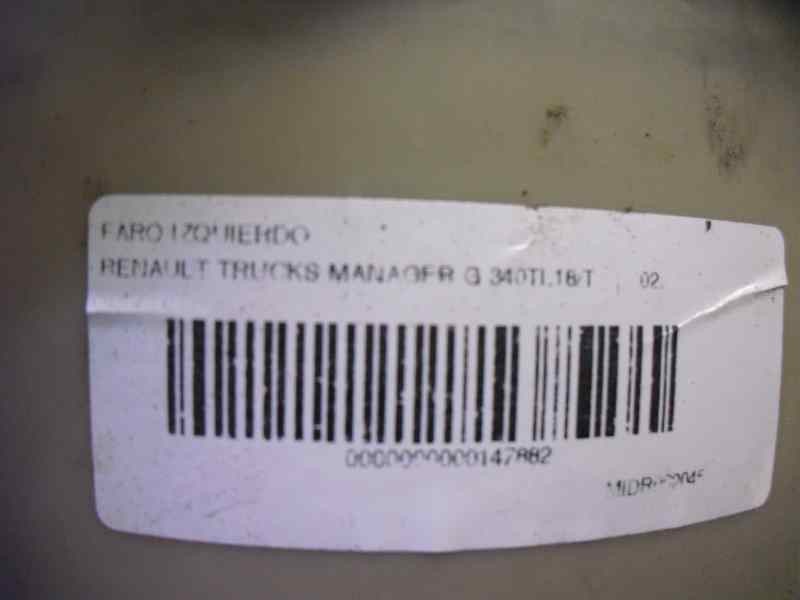 FARO IZQUIERDO
RENAULT TRUCKS MANAGER G 340TI.18/T 02.
0000000000147882